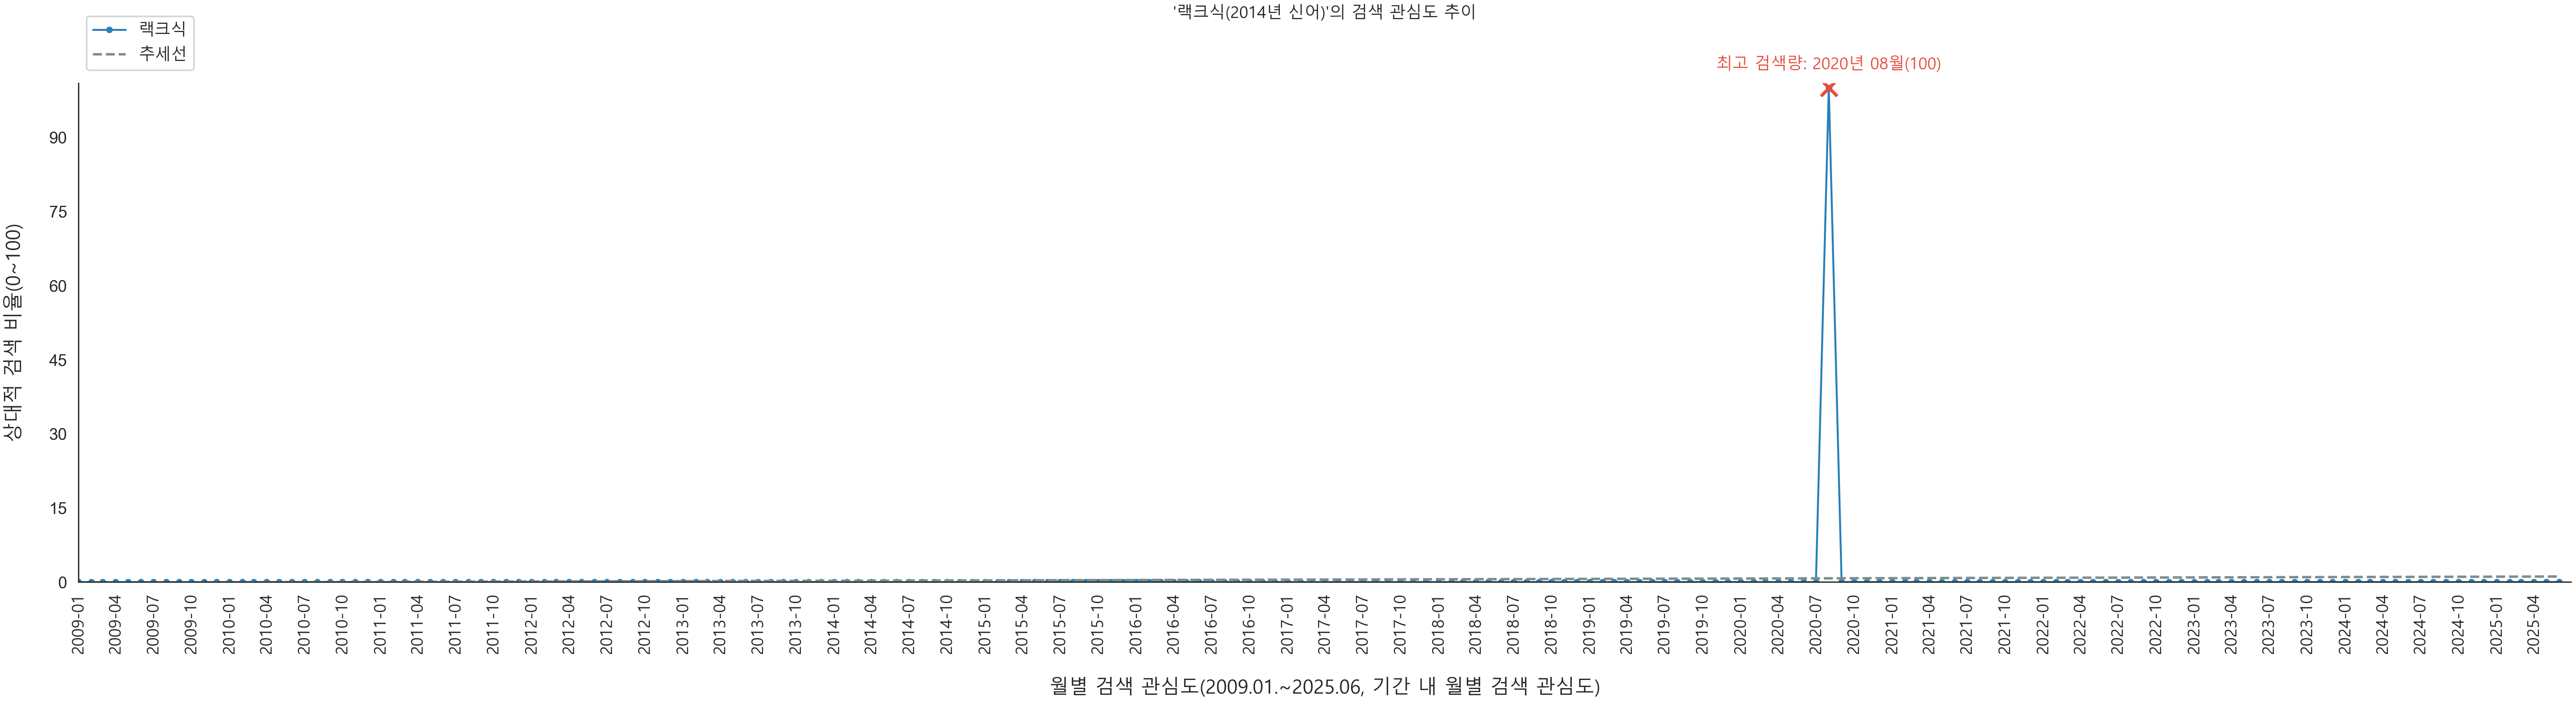 '랙크식(2014년 신어)'의 검색 관심도 추이
랙크식
추세선
최고 검색량: 2020년 08월(100)
상대적 검색 비율(0~100)
90
75
60
45
30
15
0
2009-01 2009-04 2009-07 2009-10 2010-01 2010-04 2010-07 2010-10 2011-01 2011-04 2011-07 2011-10 2012-01 2012-04 2012-07 2012-10 2013-01 2013-04 2013-07 2013-10 2014-01 2014-04 2014-07 2014-10 2015-01 2015-04 2015-07 2015-10 2016-01 2016-04 2016-07 2016-10 2017-01 2017-04 2017-07 2017-10 2018-01 2018-04 2018-07 2018-10 2019-01 2019-04 2019-07 2019-10 2020-01 2020-04 2020-07 2020-10 2021-01 2021-04 2021-07 2021-10 2022-01 2022-04 2022-07 2022-10 2023-01 2023-04 2023-07 2023-10 2024-01 2024-04 2024-07 2024-10 2025-01 2025-04
월별 검색 관심도(2009.01.~2025.06, 기간 내 월별 검색 관심도)